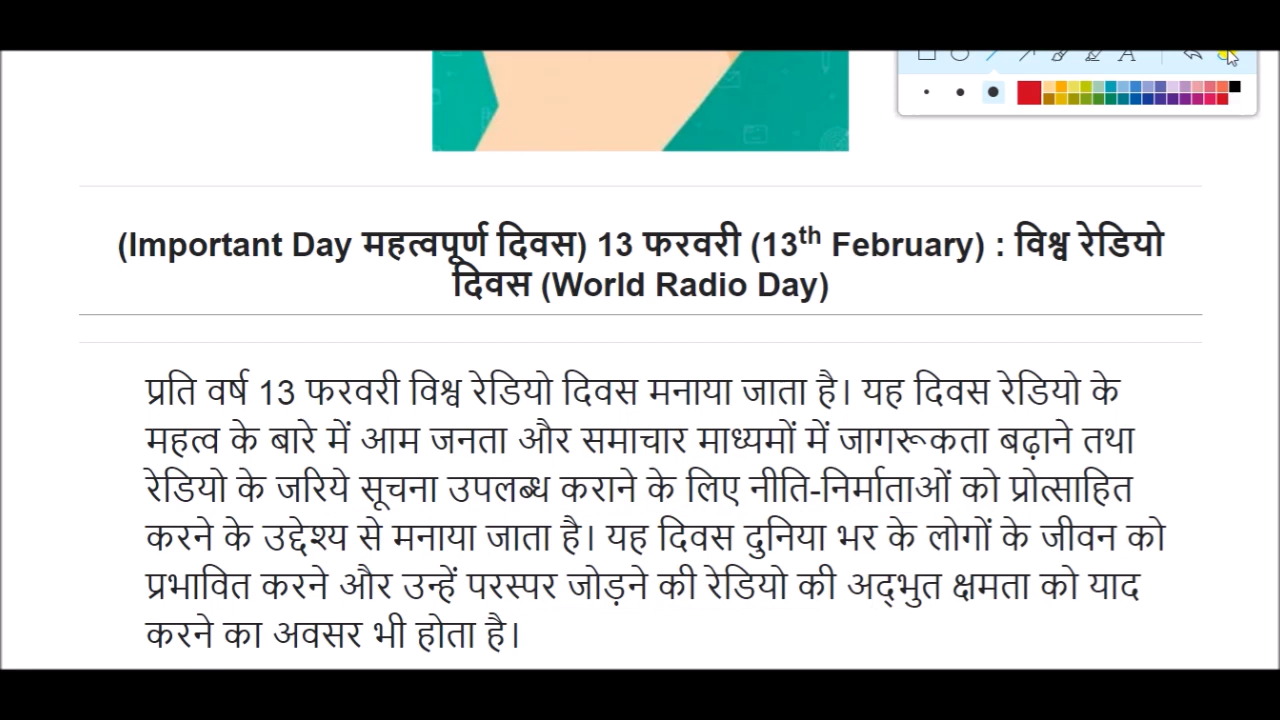 (Important Day महत्वपूर्ण दिवस) 13 फरवरी (13th February) : विश्व रेडियो
दिवस (World Radio Day)
प्रति वर्ष 13 फरवरी विश्व रेडियो दिवस मनाया जाता है। यह दिवस रेडियो के
महत्व के बारे में आम जनता और समाचार माध्यमों में जागरूकता बढ़ाने तथा
रेडियो के जरिये सूचना उपलब्ध कराने के लिए नीति-निर्माताओं को प्रोत्साहित
करने के उद्देश्य से मनाया जाता है। यह दिवस दुनिया भर के लोगों के जीवन को
प्रभावित करने और उन्हें परस्पर जोड़ने की रेडियो की अद्भुत क्षमता को याद
करने का अवसर भी होता है।